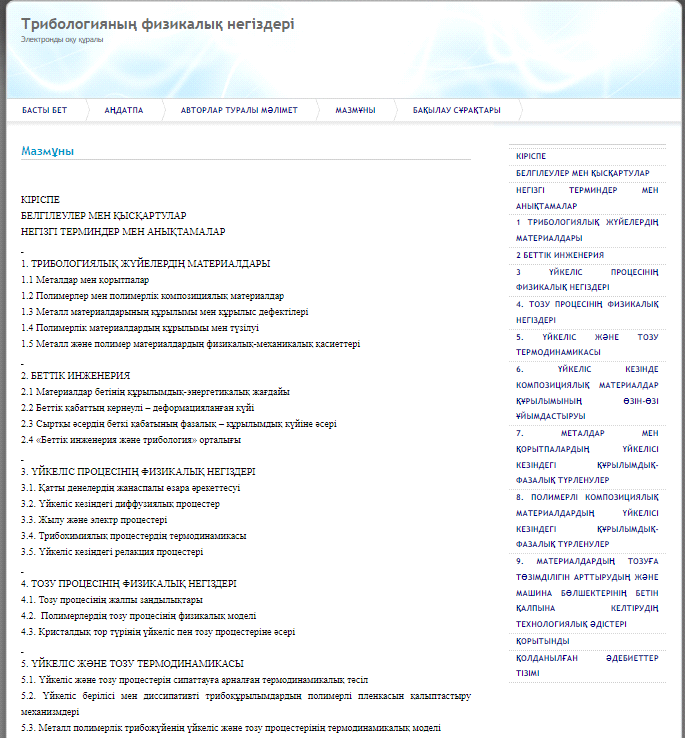 Трибологияның физикалық негіздері
Электронды оқу құралы
БАСТЫ БЕТ
АҢДАТПА
АВТОРЛАР ТУРАЛЫ МӘЛІМЕТ
МАЗМҰНЫ
БАҚЫЛАУ СҰРАҚТАРЫ
Мазмұны
КІРІСПЕ
БЕЛГІЛЕУЛЕР МЕН ҚЫСҚАРТУЛАР
НЕГІЗГІ ТЕРМИНДЕР МЕН АНЫҚТАМАЛАР
1. ТРИБОЛОГИЯЛЫҚ ЖҮЙЕЛЕРДІҢ МАТЕРИАЛДАРЫ
1.1 Металдар мен қорытпалар
1.2 Полимерлер мен полимерлік композициялық материалдар
1.3 Металл материалдарының құрылымы мен құрылыс дефектілері
1.4 Полимерлік материалдардың құрылымы мен түзілуі
1.5 Металл және полимер материалдардың физикалық-механикалық қасиеттері
2. БЕТТІК ИНЖЕНЕРИЯ
2.1 Материалдар бетінің құрылымдық-энергетикалық жағдайы
2.2 Беттік қабаттың кернеулі – деформацияланған күйі
2.3 Сыртқы әсердің беткі қабатының фазалық – құрылымдық күйіне әсері
2.4 «Беттік инженерия және трибология» орталығы
3. ҮЙКЕЛІС ПРОЦЕСІНІҢ ФИЗИКАЛЫҚ НЕГІЗДЕРІ
3.1. Қатты денелердің жанаспалы өзара әрекеттесуі
3.2. Үйкеліс кезіндегі диффузиялық процестер
3.3. Жылу және электр процестері
3.4. Трибохимиялық процестердің термодинамикасы
3.5. Үйкеліс кезіндегі релакция процестері
4. ТОЗУ ПРОЦЕСІНІҢ ФИЗИКАЛЫҚ НЕГІЗДЕРІ
4.1. Тозу процесінің жалпы заңдылықтары
4.2. Полимерлердің тозу процесінің физикалық моделі
4.3. Кристалдық тор түрінің үйкеліс пен тозу процестеріне әсері
5. ҮЙКЕЛІС ЖӘНЕ ТОЗУ ТЕРМОДИНАМИКАСЫ
5.1. Үйкеліс және тозу процестерін сипаттауға арналған термодинамикалық тәсіл
5.2. Үйкеліс берілісі мен диссипативті трибоқұрылымдардың полимерлі пленкасын қалыптастыру
механизмдері
5.3. Металл полимерлік трибожүйенің үйкеліс және тозу процестерінің термодинамикалық моделі
КІРІСПЕ
БЕЛГІЛЕУЛЕР МЕН ҚЫСҚАРТУЛАР
НЕГІЗГІ ТЕРМИНДЕР МЕН
АНЫҚТАМАЛАР
1 ТРИБОЛОГИЯЛЫҚ ЖҮЙЕЛЕРДІҢ
МАТЕРИАЛДАРЫ
2 БЕТТІК ИНЖЕНЕРИЯ
3 ҮЙКЕЛІС ПРОЦЕСІНІҢ
ФИЗИКАЛЫҚ НЕГІЗДЕРІ
4. ТОЗУ ПРОЦЕСІНІҢ ФИЗИКАЛЫҚ
НЕГІЗДЕРІ
5. ҮЙКЕЛІС ЖӘНЕ ТОЗУ
ТЕРМОДИНАМИКАСЫ
6. ҮЙКЕЛІС КЕЗІНДЕ
КОМПОЗИЦИЯЛЫҚ МАТЕРИАЛДАР
ҚҰРЫЛЫМЫНЫҢ ӨЗІН-ӨЗІ
ҰЙЫМДАСТЫРУЫ
7. МЕТАЛДАР МЕН
ҚОРЫТПАЛАРДЫҢ ҮЙКЕЛІСІ
КЕЗІНДЕГІ ҚҰРЫЛЫМДЫҚ-
ФАЗАЛЫҚ ТҮРЛЕНУЛЕР
8. ПОЛИМЕРЛІ КОМПОЗИЦИЯЛЫҚ
МАТЕРИАЛДАРДЫҢ ҮЙКЕЛІСІ
КЕЗІНДЕГІ ҚҰРЫЛЫМДЫҚ-
ФАЗАЛЫҚ ТҮРЛЕНУЛЕР
9. МАТЕРИАЛДАРДЫҢ ТОЗУҒА
ТӨЗІМДІЛІГІН АРТТЫРУДЫҢ ЖӘНЕ
МАШИНА БӨЛШЕКТЕРІНІҢ БЕТІН
ҚАЛПЫНА КЕЛТІРУДІҢ
ТЕХНОЛОГИЯЛЫҚ ӘДІСТЕРІ
ҚОРЫТЫНДЫ
ҚОЛДАНЫЛҒАН ӘДЕБИЕТТЕР
ТІЗІМІ